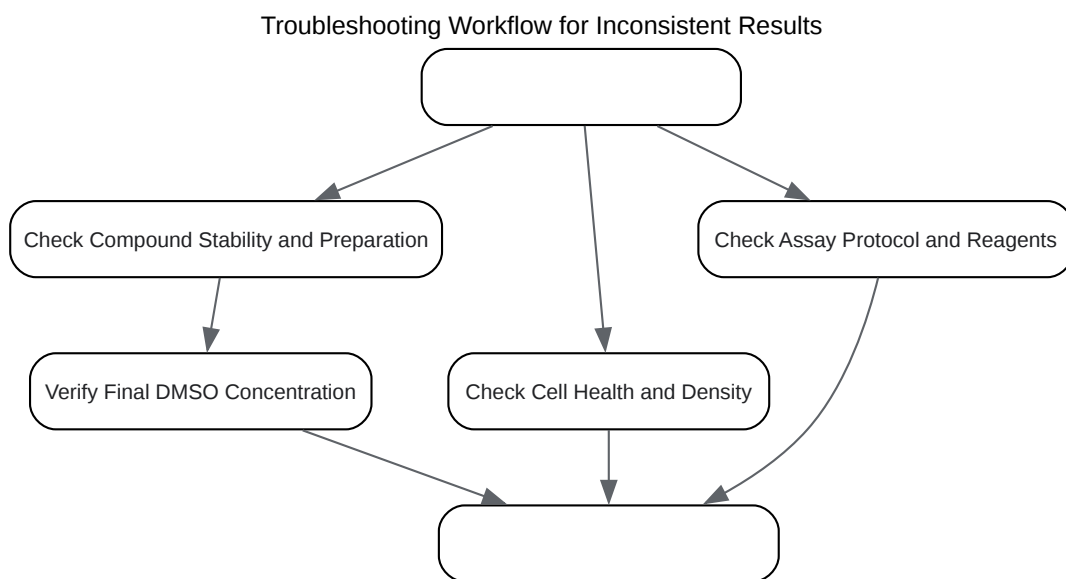 Troubleshooting Workflow for Inconsistent Results
Check Compound Stability and Preparation
Check Assay Protocol and Reagents
Verify Final DMSO Concentration
Check Cell Health and Density